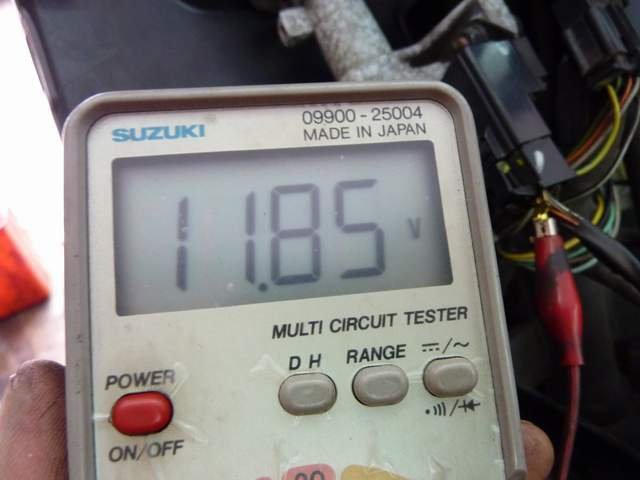 SUZUKI
09900-25004
MADE IN JAPAN
11.85 V
MULTI CIRCUIT TESTER
POWER
ON/OFF
D H
RANGE
⎓/~